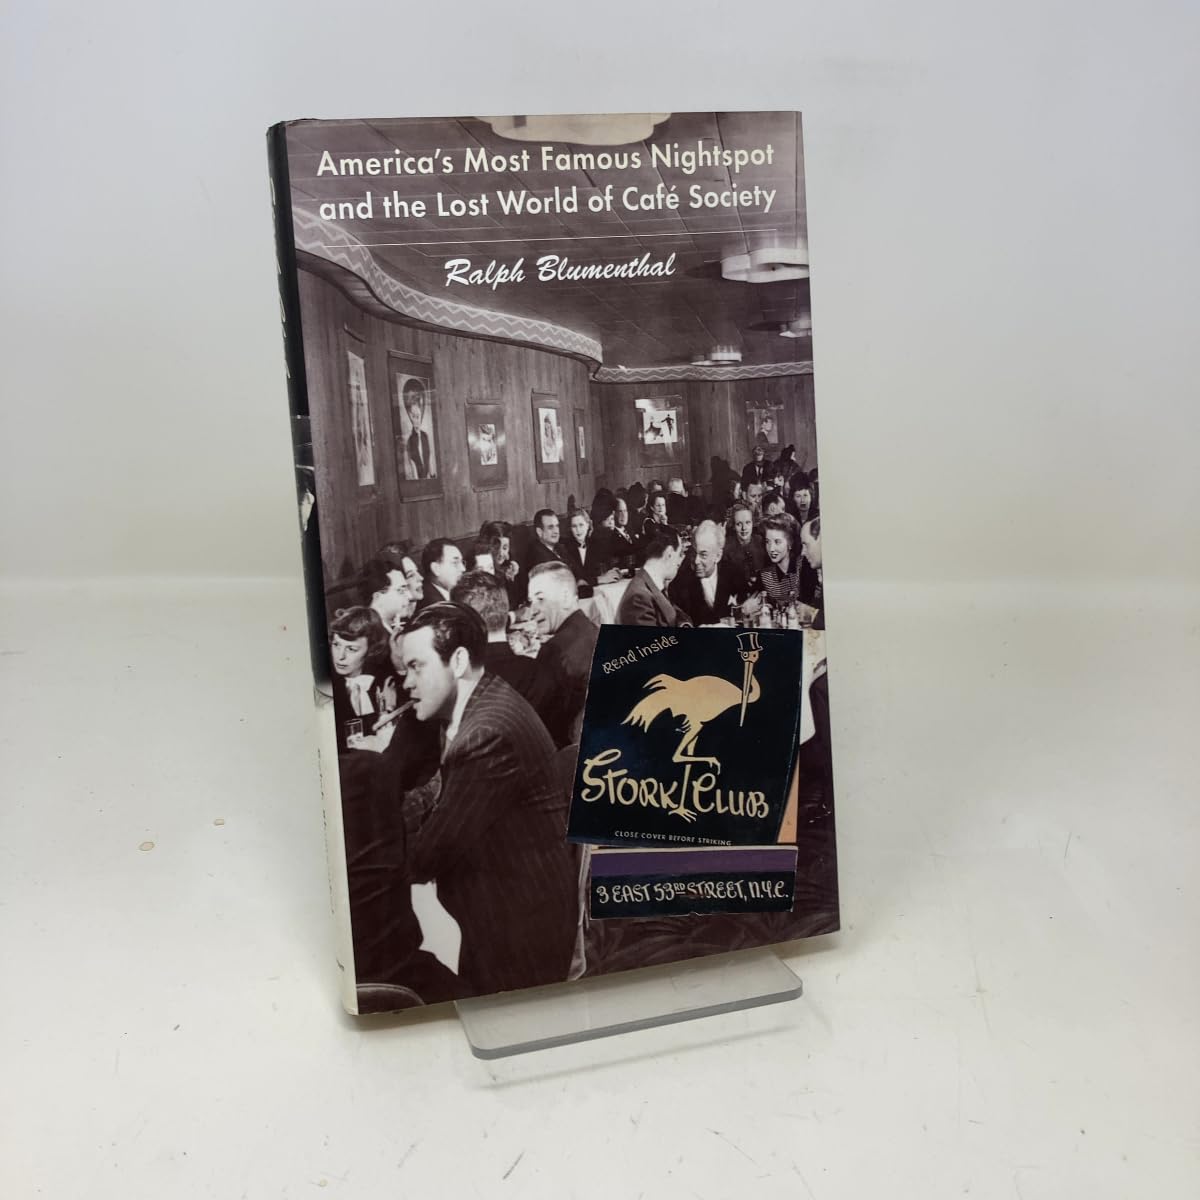 America's Most Famous Nightspot
and the Lost World of Café Society
Ralph Blumenthal
READ inside
STORK CLUB
CLOSE COVER BEFORE STRIKING
3 EAST 53RD STREET, N.Y.C.